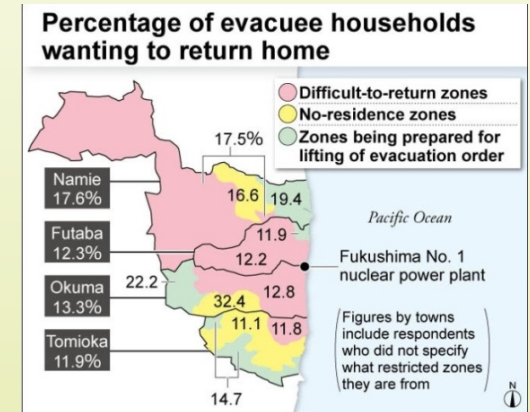 Percentage of evacuee households
wanting to return home
Difficult-to-return zones
No-residence zones
Zones being prepared for
lifting of evacuation order
17.5%
Namie
17.6%
16.6
19.4
Pacific Ocean
Futaba
12.3%
11.9
12.2
Fukushima No. 1
nuclear power plant
Okuma
13.3%
22.2
12.8
32.4
Tomioka
11.9%
11.1
11.8
14.7
Figures by towns
include respondents
who did not specify
what restricted zones
they are from
N